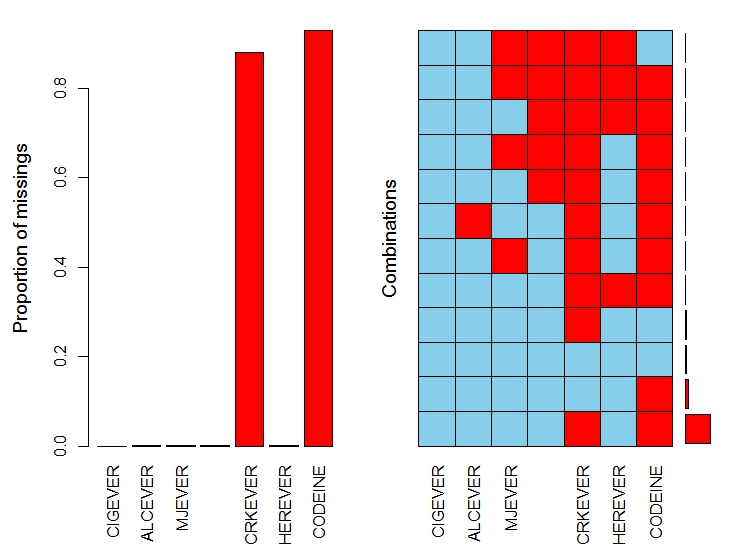 Proportion of missings
0.8
0.6
0.4
0.2
0.0
CIGEVER
ALCEVER
MJEVER
CRKEVER
HEREVER
CODEINE
Combinations
CIGEVER
ALCEVER
MJEVER
CRKEVER
HEREVER
CODEINE